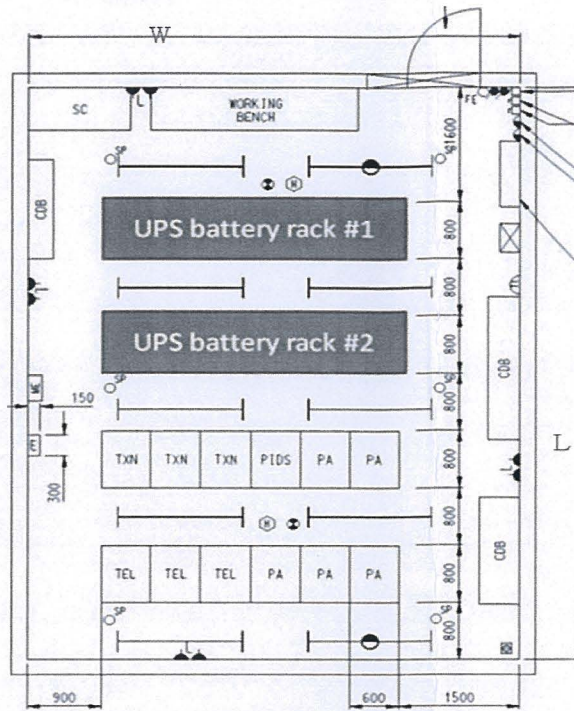 W
SC
L
WORKING
BENCH
FE
SP
SP
1600
CDB
H
UPS battery rack #1
800
800
L
UPS battery rack #2
800
CDB
SP
SP
ME
150
800
L
TXN TXN TXN PIDS PA PA
800
L
300
H
800
CDB
TEL TEL TEL PA PA PA
800
SP
SP
800
L
900
600
1500